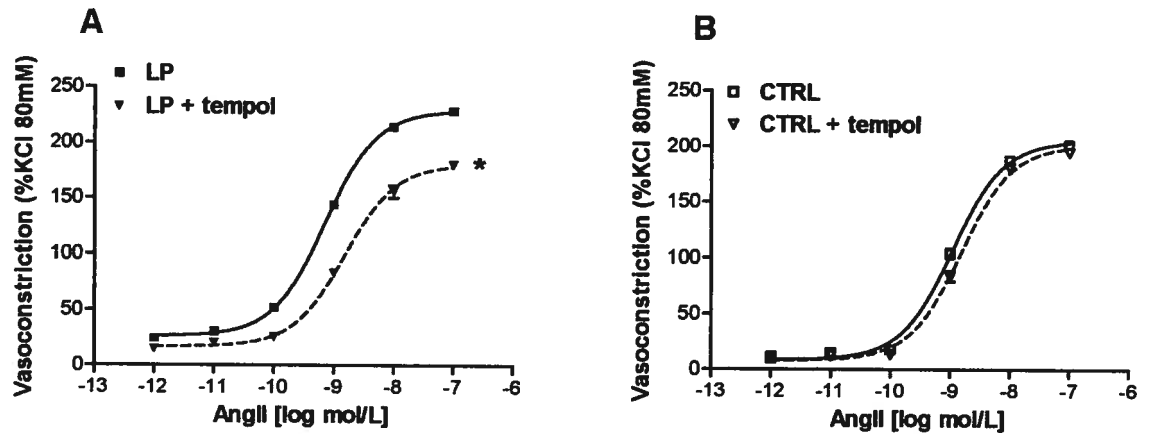 A
LP
LP + tempol
Vasoconstriction (%KCl 80mM)
250
200
150
100
50
0
*
-13 -12 -11 -10 -9 -8 -7 -6
AngII [log mol/L]
B
CTRL
CTRL + tempol
Vasoconstriction (%KCl 80mM)
250
200
150
100
50
0
-13 -12 -11 -10 -9 -8 -7 -6
AngII [log mol/L]